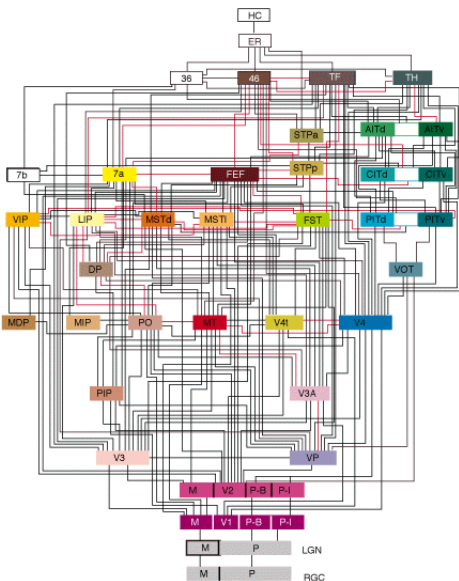 HC
ER
36 46 TF TH
STPa AITd AITv
7b 7a FEF STPp CITd CITv
VIP LIP MSTd MSTl FST PITd PITv
DP VOT
MDP MIP PO MT V4t V4
PIP V3A
V3 VP
M V2 P-B P-I
M V1 P-B P-I
M P LGN
M P RGC